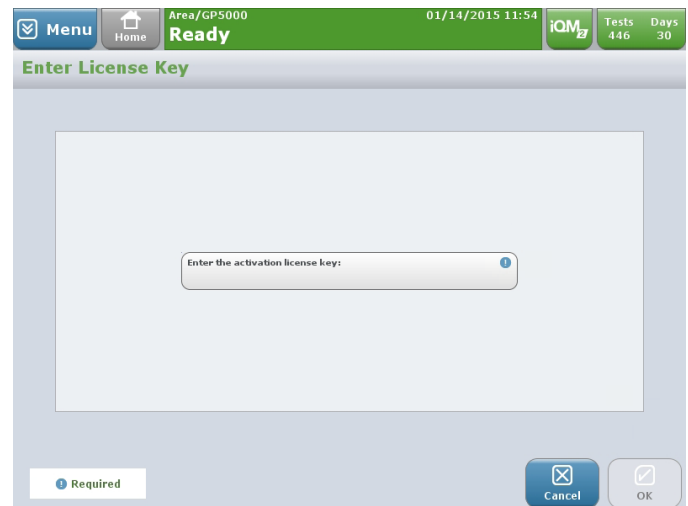 Menu
Home
Area/GP5000
Ready
01/14/2015 11:54
iQM2
Tests Days
446 30
Enter License Key
Enter the activation license key:
Required
Cancel
OK